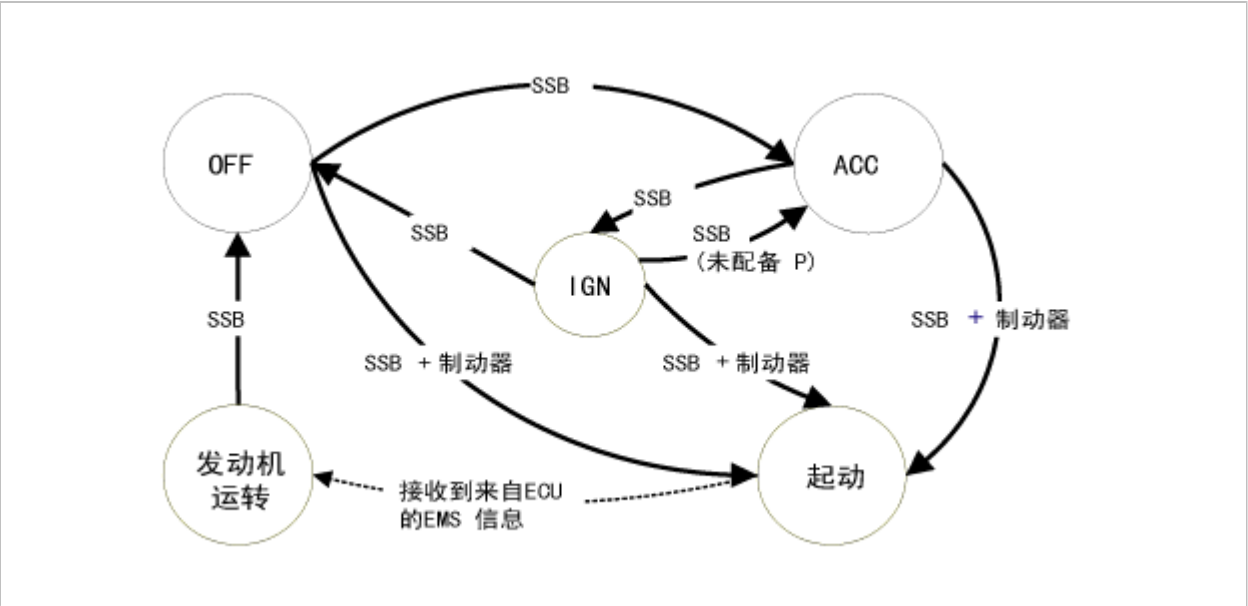 SSB
OFF
ACC
SSB
SSB
SSB
(未配备 P)
IGN
SSB
SSB + 制动器
SSB + 制动器
SSB + 制动器
发动机
运转
起动
接收到来自ECU
的EMS 信息